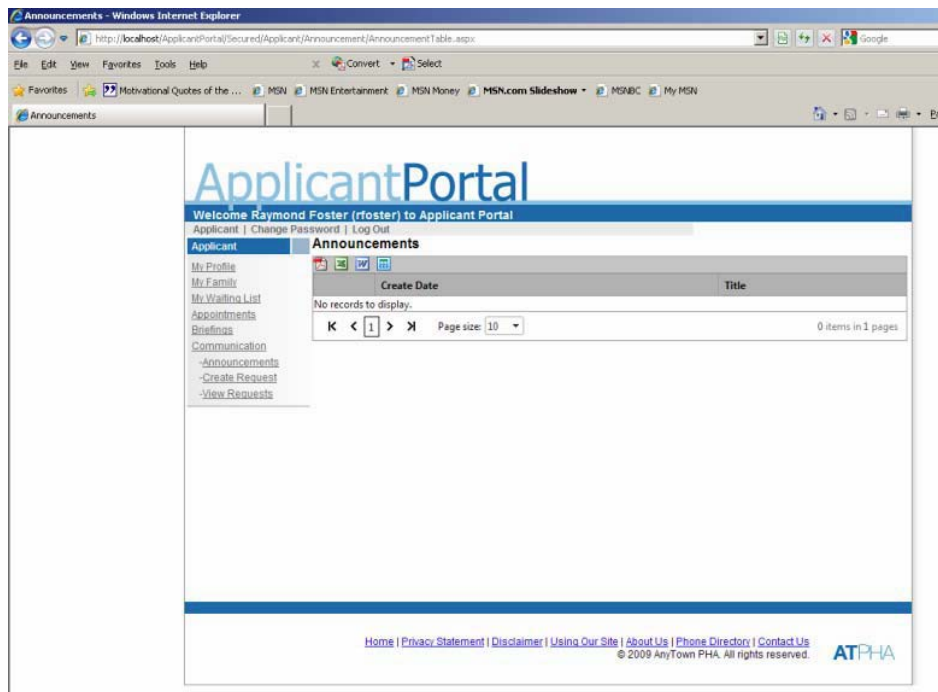 Announcements - Windows Internet Explorer
http://localhost/ApplicantPortal/Secured/Applicant/Announcement/AnnouncementTable.aspx
Google
File Edit View Favorites Tools Help
x Convert Select
Favorites Motivational Quotes of the ... MSN MSN Entertainment MSN Money MSN.com Slideshow MSNBC My MSN
Announcements
ApplicantPortal
Welcome Raymond Foster (rfoster) to Applicant Portal
Applicant | Change Password | Log Out
Applicant
Announcements
My Profile
My Family
My Waiting List
Appointments
Briefings
Communication
-Announcements
-Create Request
-View Requests
Create Date Title
No records to display.
1 Page size: 10 0 items in 1 pages
Home | Privacy Statement | Disclaimer | Using Our Site | About Us | Phone Directory | Contact Us
© 2009 AnyTown PHA. All rights reserved.
ATPHA